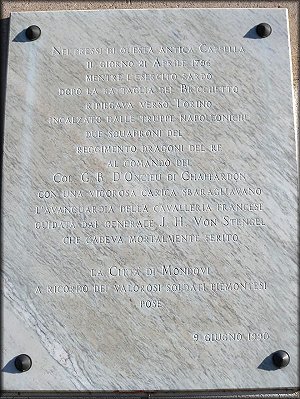 NEI PRESSI DI QUESTA ANTICA CAPPELLA
IL GIORNO 21 APRILE 1796
MENTRE L'ESERCITO SARDO
DOPO LA BATTAGLIA DEL BRICCHETTO
RIPIEGAVA VERSO TORINO
INCALZATO DALLE TRUPPE NAPOLEONICHE
DUE SQUADRONI DEL
REGGIMENTO DRAGONI DEL RE
AL COMANDO DEL
COL. G. B. D'ONZIEU DI CHAFFARDON
CON UNA VIGOROSA CARICA SBARAGLIAVANO
L'AVANGUARDIA DELLA CAVALLERIA FRANCESE
GUIDATA DAL GENERALE J. H. VON STENGEL
CHE CADEVA MORTALMENTE FERITO
LA CITTÀ DI MONDOVÌ
A RICORDO DEI VALOROSI SOLDATI PIEMONTESI
POSE
9 GIUGNO 1990